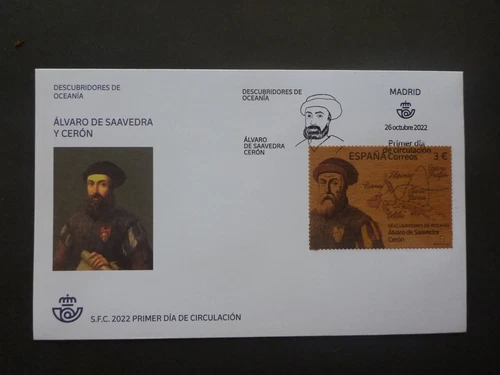 DESCUBRIDORES DE
OCEANÍA
ÁLVARO DE SAAVEDRA
Y CERÓN
S.F.C. 2022 PRIMER DÍA DE CIRCULACIÓN
DESCUBRIDORES DE
OCEANÍA
ÁLVARO
DE SAAVEDRA
CERÓN
MADRID
26 octubre 2022
Primer día
de circulación
ESPAÑA Correos 3 €
DESCUBRIDORES DE OCEANÍA
Álvaro de Saavedra
Cerón